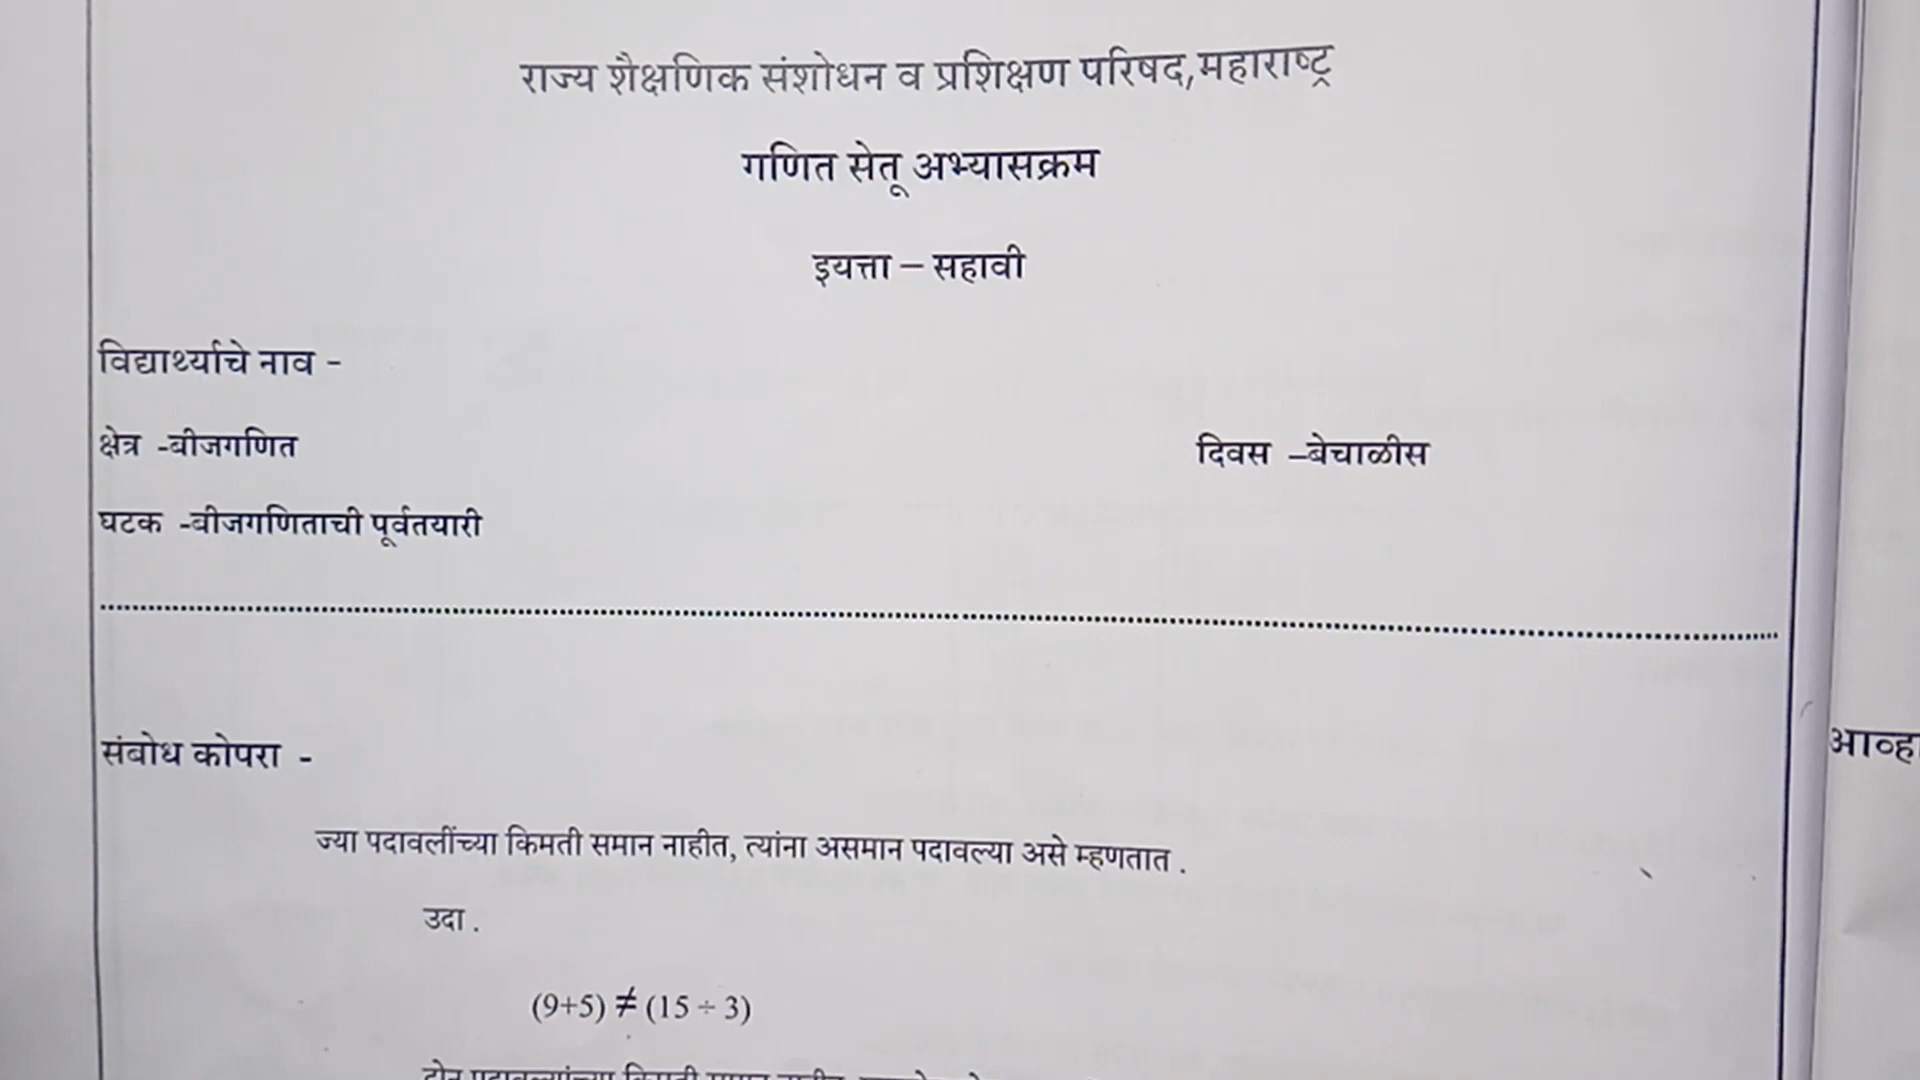 राज्य शैक्षणिक संशोधन व प्रशिक्षण परिषद,महाराष्ट्र
गणित सेतू अभ्यासक्रम
इयत्ता – सहावी
विद्यार्थ्याचे नाव -
क्षेत्र -बीजगणित
दिवस –बेचाळीस
घटक -बीजगणिताची पूर्वतयारी
संबोध कोपरा -
ज्या पदावलींच्या किमती समान नाहीत, त्यांना असमान पदावल्या असे म्हणतात .
उदा .
(9+5) ≠ (15 ÷ 3)